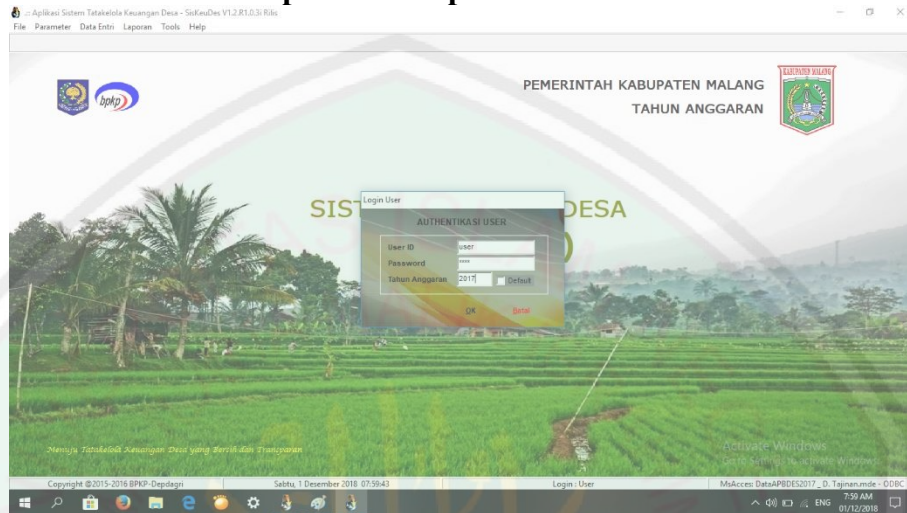 .:: Aplikasi Sistem Tatakelola Keuangan Desa - SisKeuDes V1.2.R1.0.3i Rilis
File Parameter Data Entri Laporan Tools Help
bpkp
PEMERINTAH KABUPATEN MALANG
TAHUN ANGGARAN
KABUPATEN MALANG
SIST
DESA
)
Login User
AUTHENTIKASI USER
User ID user
Password ****
Tahun Anggaran 2017 Default
OK Batal
Menuju Tatakelola Keuangan Desa yang Bersih dan Transparan
Activate Windows
Go to Settings to activate Windows.
Copyright @2015-2016 BPKP-Depdagri Sabtu, 1 Desember 2018 07:59:43 Login : User MsAcces: DataAPBDES2017 _ D. Tajinan.mde - ODBC
ENG 7:59 AM
01/12/2018